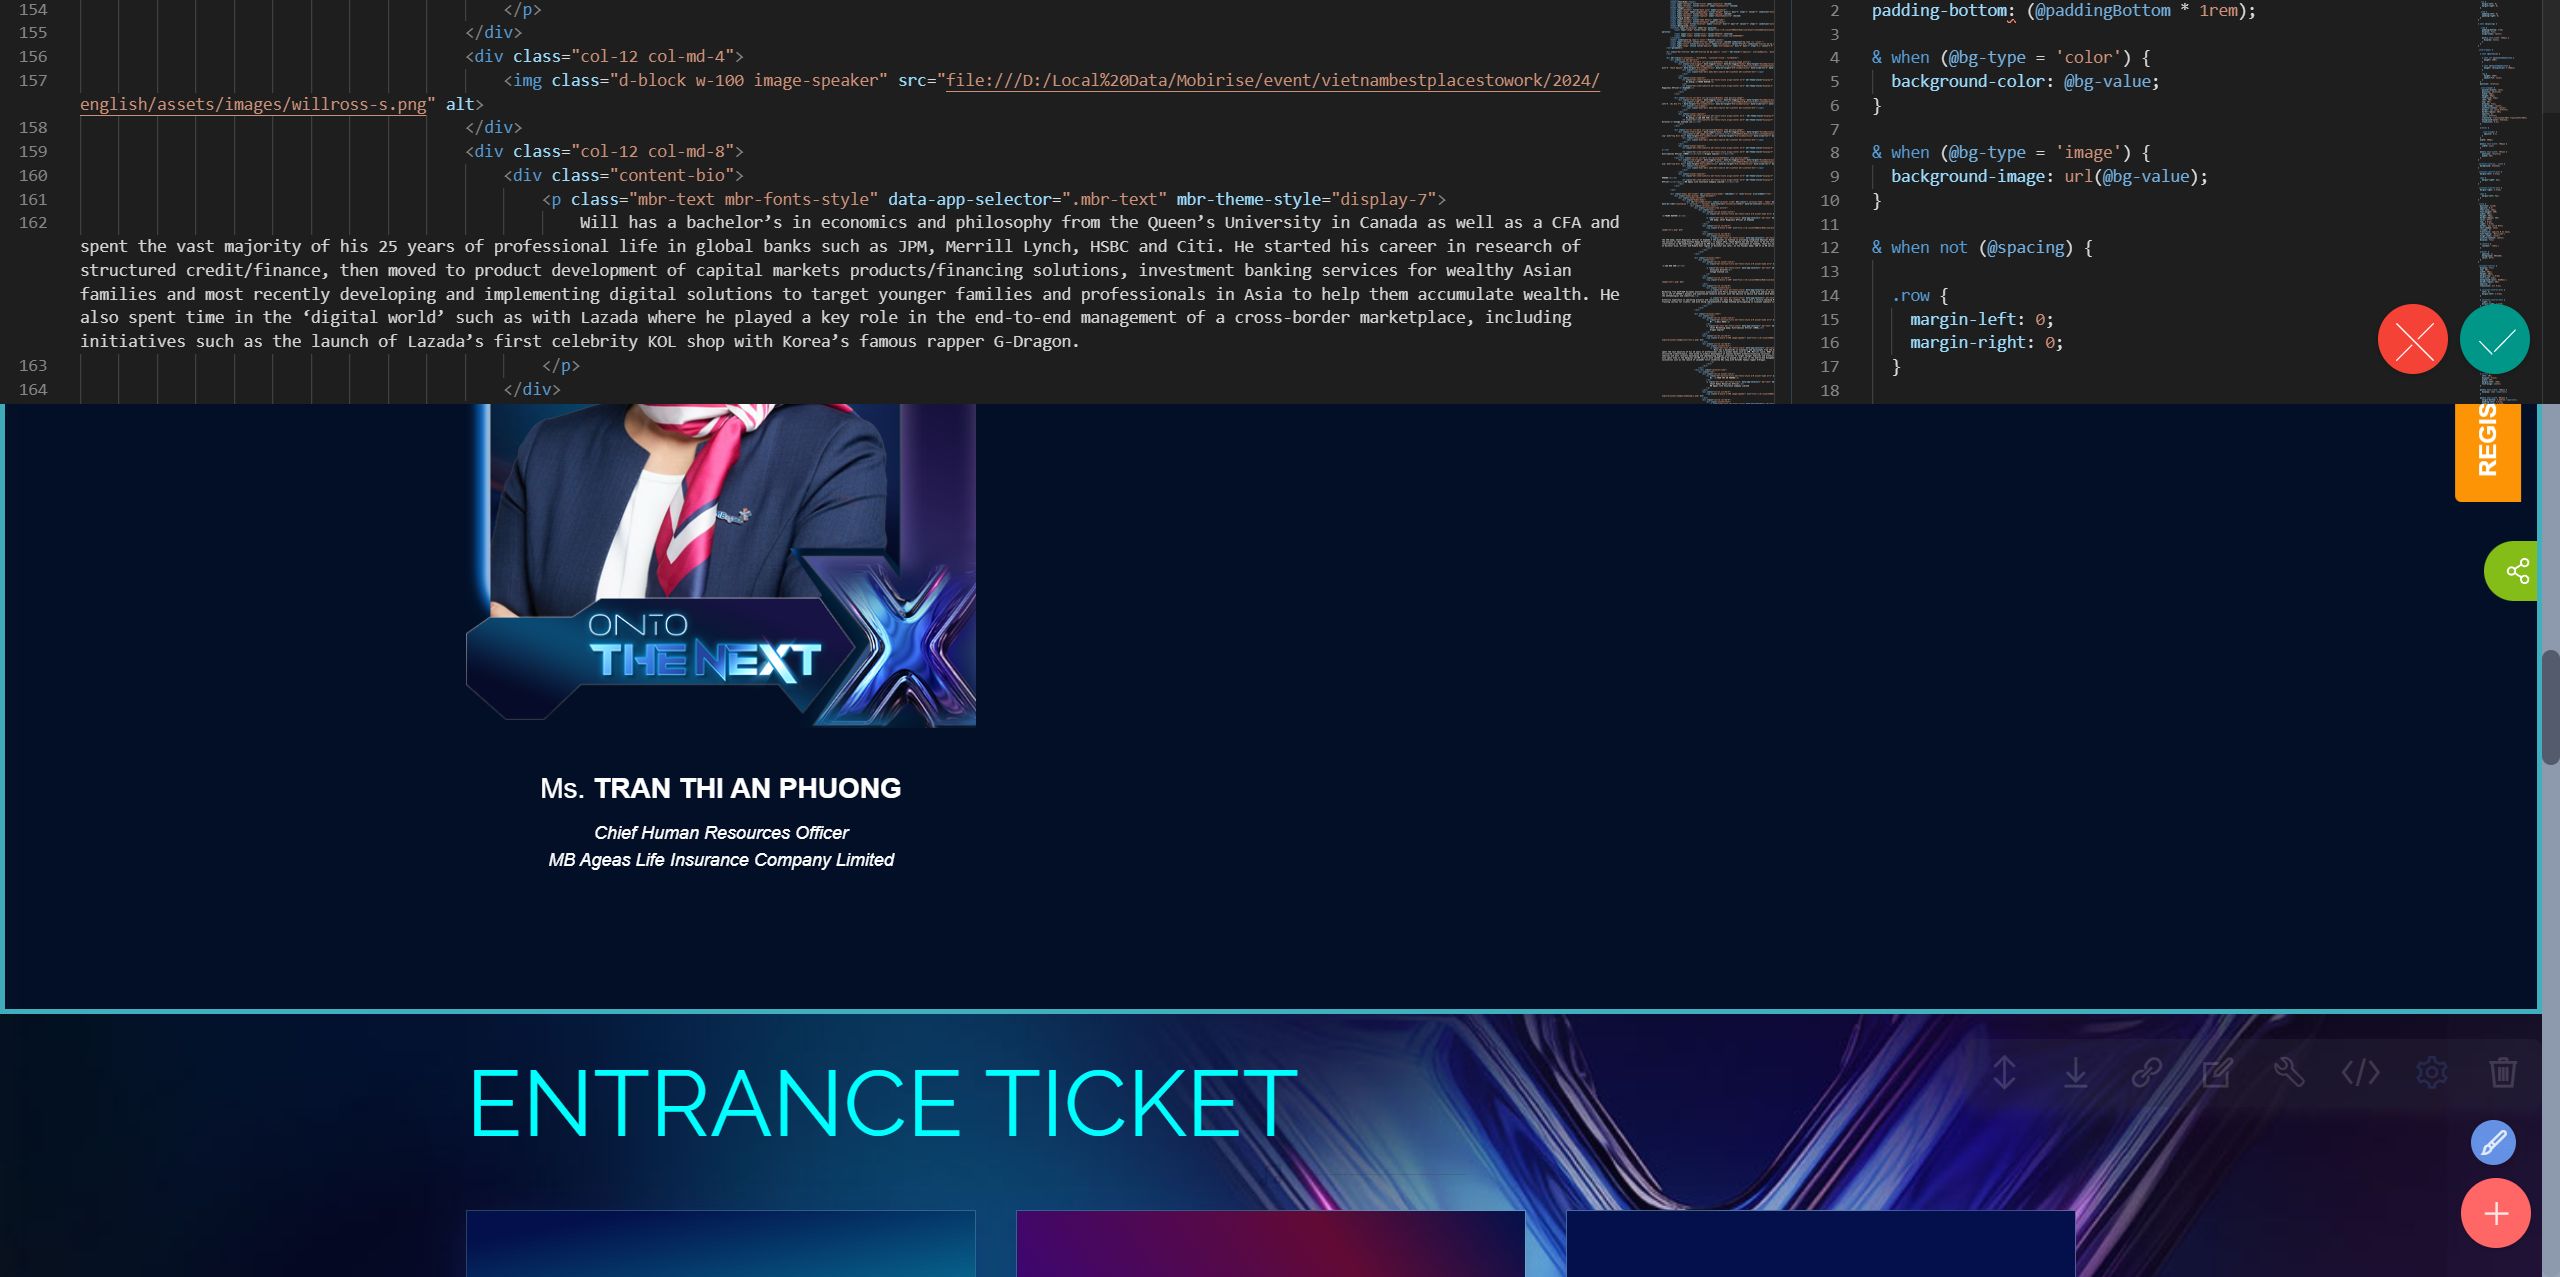 154 </p>
155 </div>
156 <div class="col-12 col-md-4">
157 <img class="d-block w-100 image-speaker" src="file:///D:/Local%20Data/Mobirise/event/vietnambestplacestowork/2024/
english/assets/images/willross-s.png" alt>
158 </div>
159 <div class="col-12 col-md-8">
160 <div class="content-bio">
161 <p class="mbr-text mbr-fonts-style" data-app-selector=".mbr-text" mbr-theme-style="display-7">
162 Will has a bachelor’s in economics and philosophy from the Queen’s University in Canada as well as a CFA and
spent the vast majority of his 25 years of professional life in global banks such as JPM, Merrill Lynch, HSBC and Citi. He started his career in research of
structured credit/finance, then moved to product development of capital markets products/financing solutions, investment banking services for wealthy Asian
families and most recently developing and implementing digital solutions to target younger families and professionals in Asia to help them accumulate wealth. He
also spent time in the ‘digital world’ such as with Lazada where he played a key role in the end-to-end management of a cross-border marketplace, including
initiatives such as the launch of Lazada’s first celebrity KOL shop with Korea’s famous rapper G-Dragon.
163 </p>
164 </div>
2 padding-bottom: (@paddingBottom * 1rem);
3
4 & when (@bg-type = 'color') {
5 background-color: @bg-value;
6 }
7
8 & when (@bg-type = 'image') {
9 background-image: url(@bg-value);
10 }
11
12 & when not (@spacing) {
13
14 .row {
15 margin-left: 0;
16 margin-right: 0;
17 }
18
REGIS
ONTO
THE NEXT
X
Ms. TRAN THI AN PHUONG
Chief Human Resources Officer
MB Ageas Life Insurance Company Limited
ENTRANCE TICKET